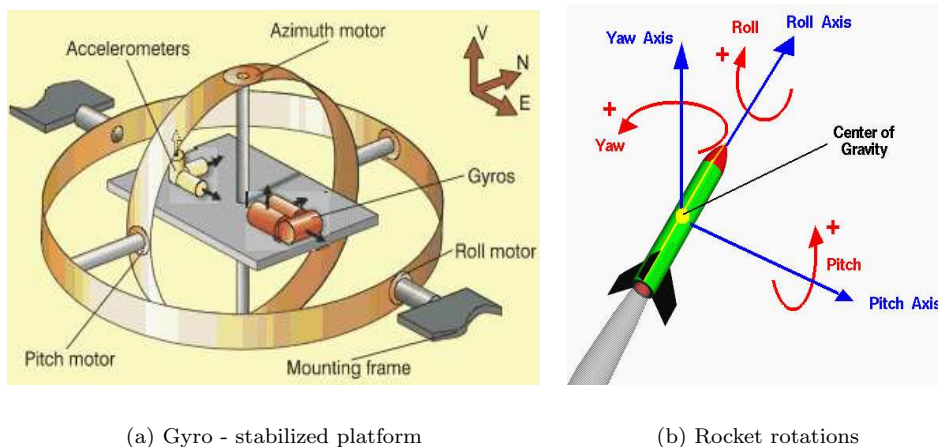 Azimuth motor
Accelerometers
V
N
E
Gyros
Roll motor
Pitch motor
Mounting frame
(a) Gyro - stabilized platform
Yaw Axis
Roll
Roll Axis
+
+
Yaw
Center of
Gravity
+
Pitch
Pitch Axis
(b) Rocket rotations